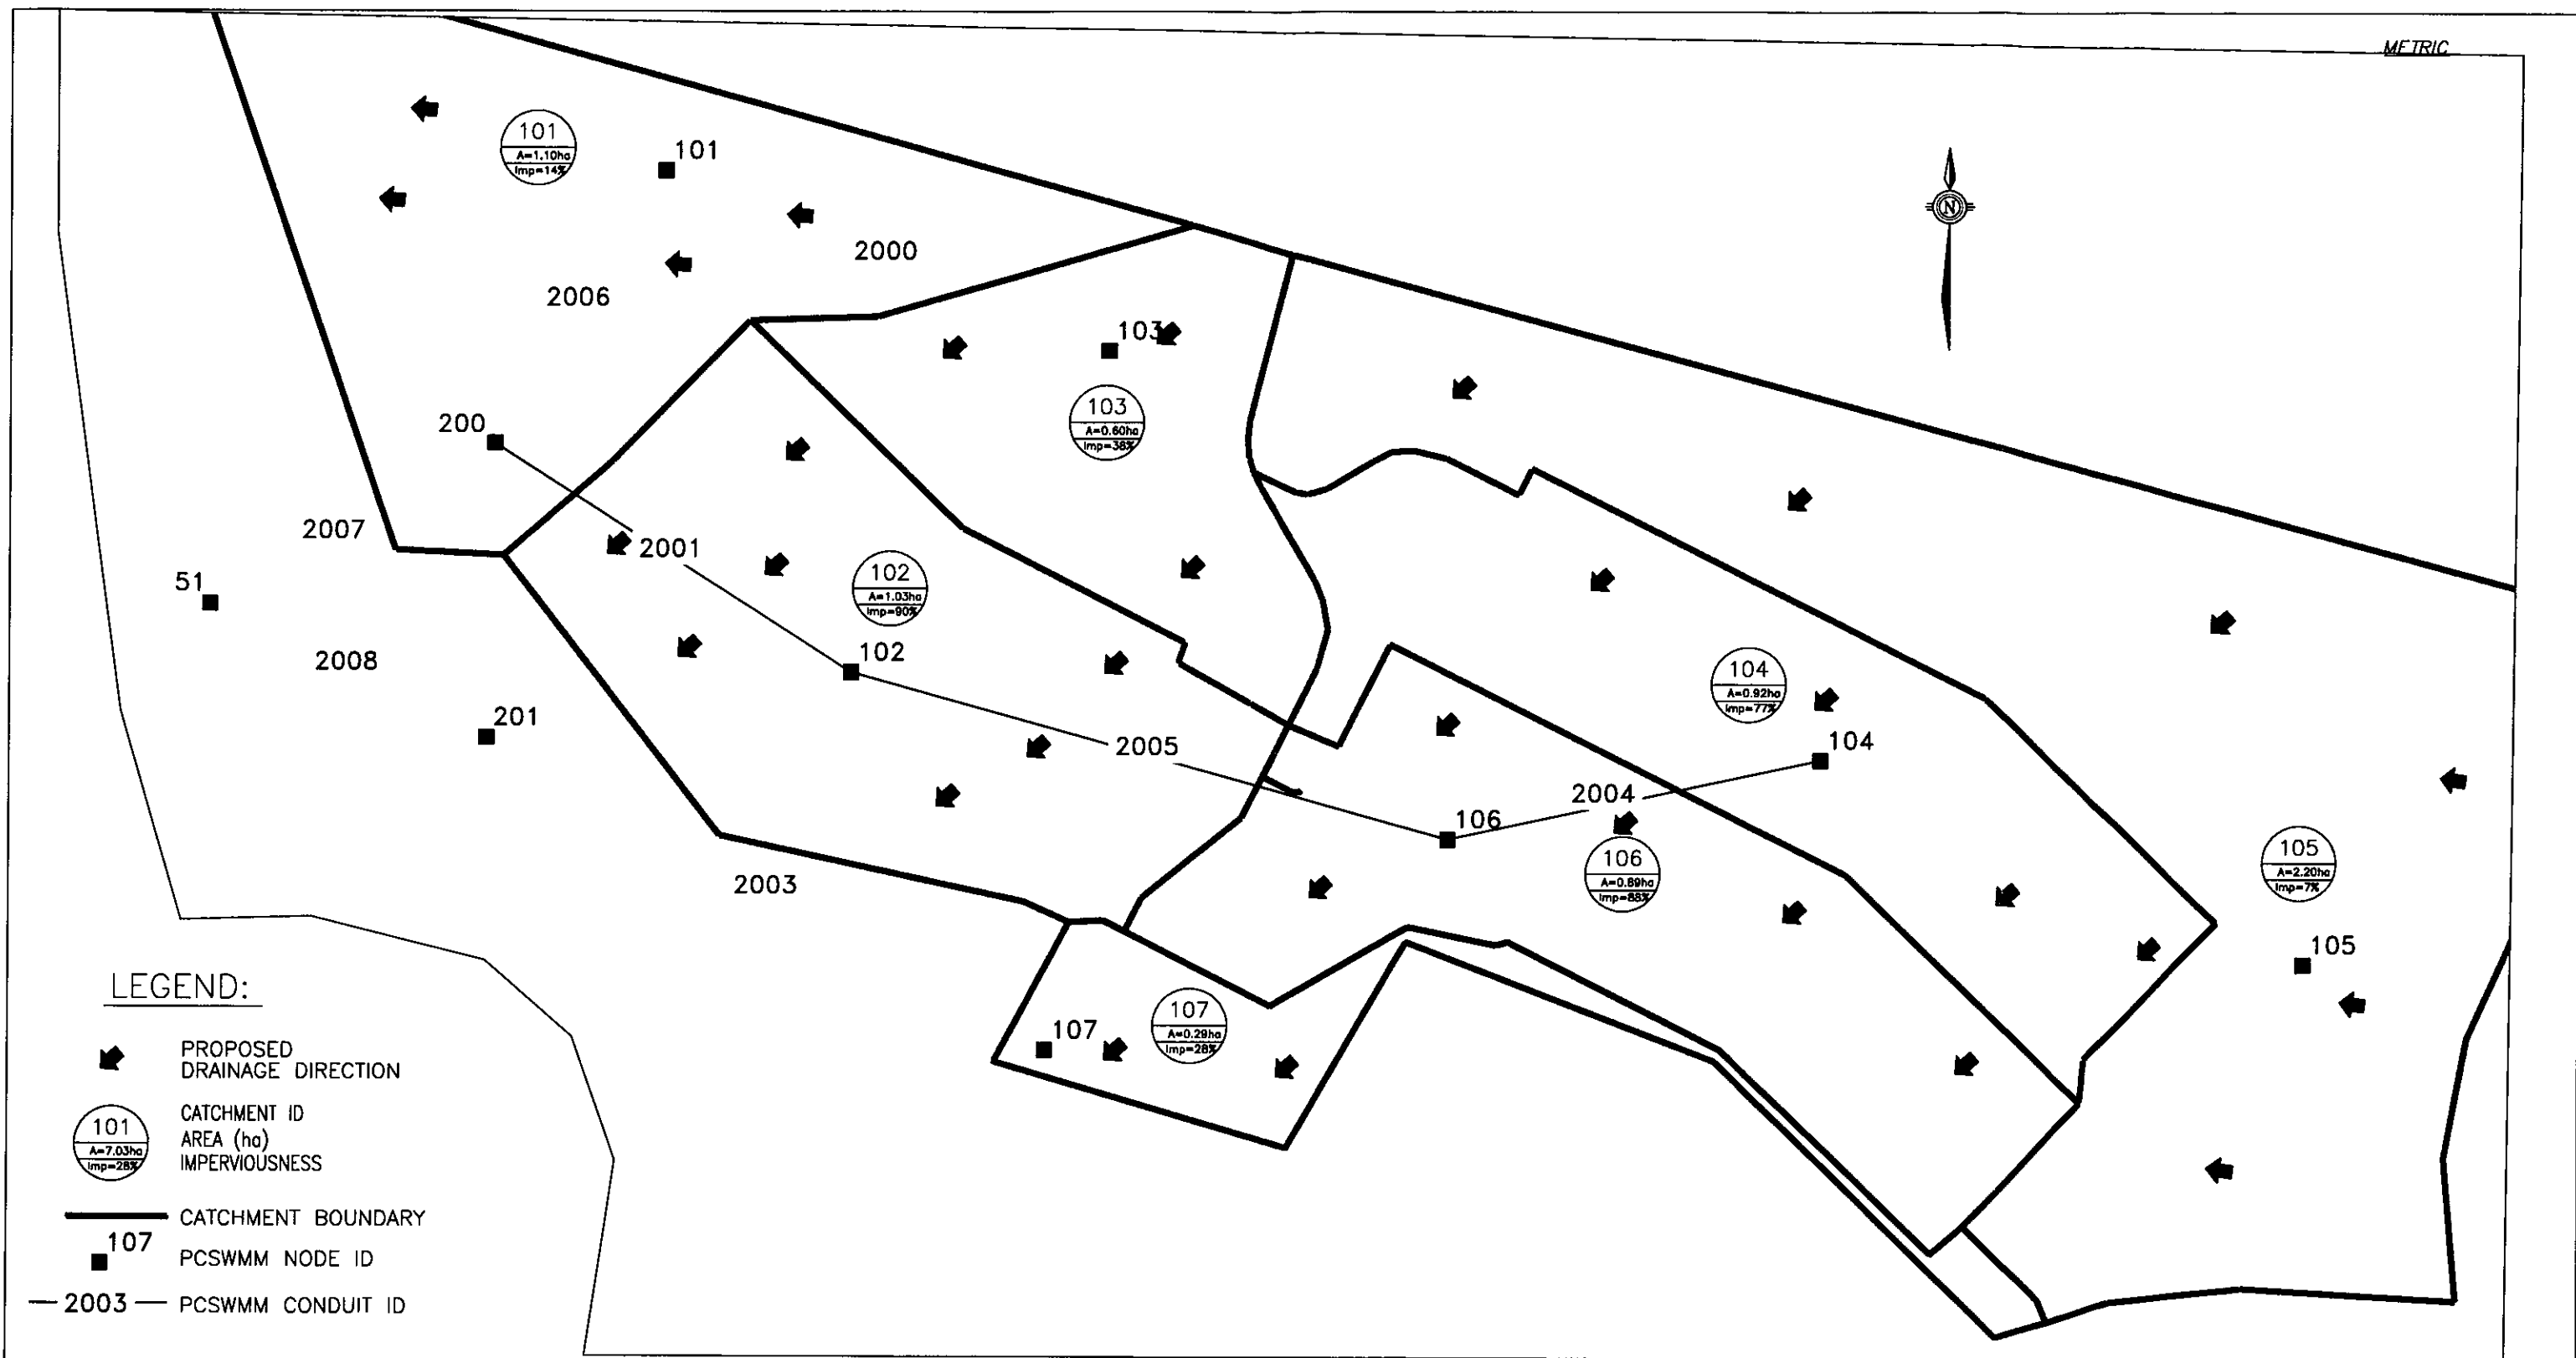 METRIC
101
A=1.10ha
Imp=14%
101
N
2000
2006
103
103
A=0.60ha
Imp=38%
200
2007
2001
102
A=1.03ha
Imp=90%
51
102
2008
104
A=0.92ha
Imp=77%
201
2005
104
2004
106
106
A=0.89ha
Imp=88%
105
A=2.20ha
Imp=7%
2003
105
107
A=0.29ha
Imp=28%
107
LEGEND:
PROPOSED
DRAINAGE DIRECTION
101
A=7.03ha
Imp=28%
CATCHMENT ID
AREA (ha)
IMPERVIOUSNESS
CATCHMENT BOUNDARY
107
PCSWMM NODE ID
2003
PCSWMM CONDUIT ID